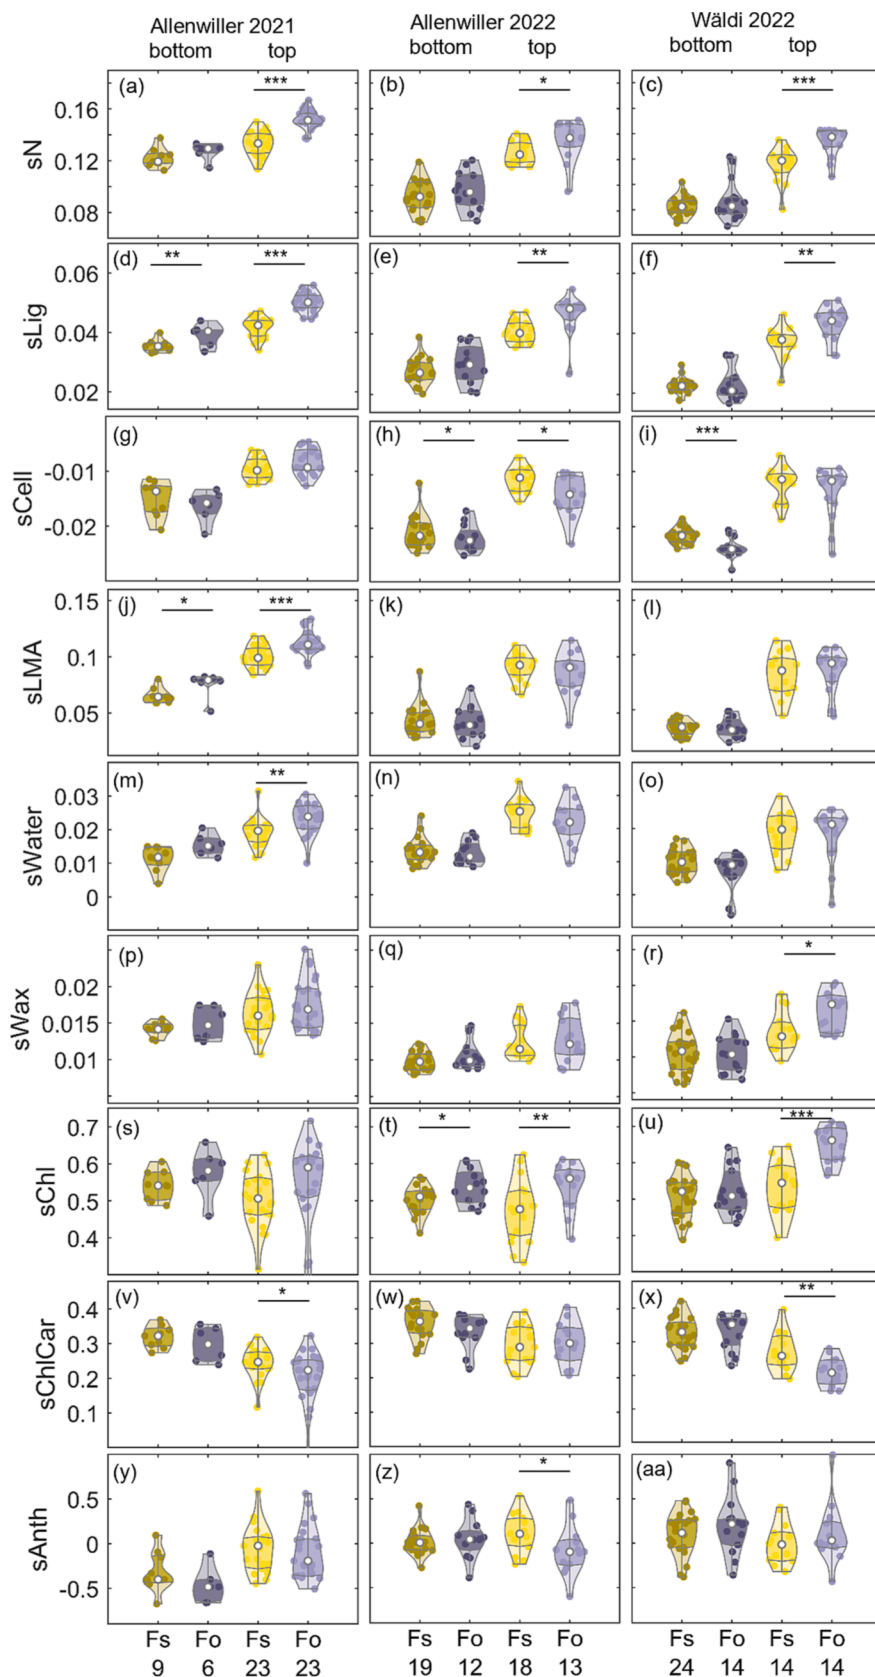 Allenwiller 2021 Allenwiller 2022 Wäldi 2022
bottom top bottom top bottom top
(a) *** (b) * (c) ***
sN
0.16
0.12
0.08
(d) ** *** (e) ** (f) **
sLig
0.06
0.04
0.02
(g) (h) * * (i) ***
sCell
-0.01
-0.02
(j) * *** (k) (l)
sLMA
0.15
0.1
0.05
(m) ** (n) (o)
sWater
0.03
0.02
0.01
0
(p) (q) (r) *
sWax
0.02
0.015
0.01
(s) (t) * ** (u) ***
sChl
0.7
0.6
0.5
0.4
(v) * (w) (x) **
sChlCar
0.4
0.3
0.2
0.1
(y) (z) * (aa)
sAnth
0.5
0
-0.5
Fs Fo Fs Fo Fs Fo Fs Fo Fs Fo Fs Fo
9 6 23 23 19 12 18 13 24 14 14 14